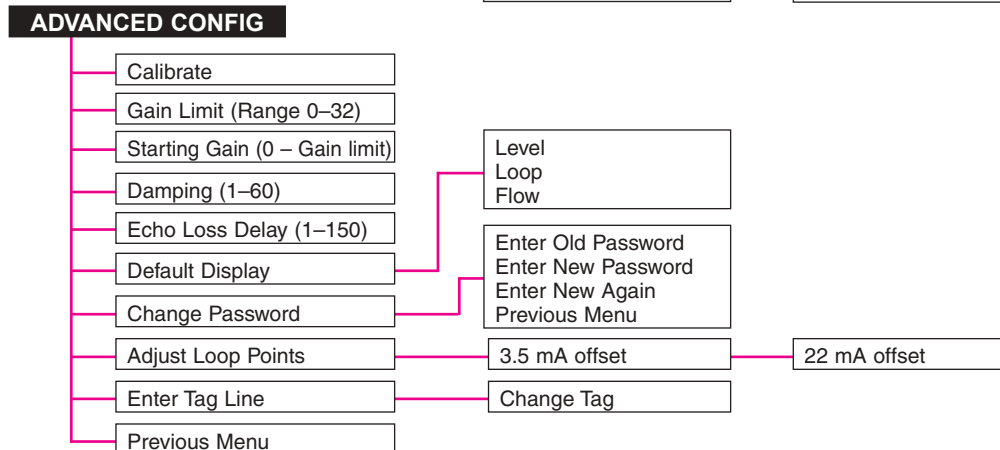 ADVANCED CONFIG
Calibrate
Gain Limit (Range 0–32)
Starting Gain (0 – Gain limit)
Damping (1–60)
Echo Loss Delay (1–150)
Default Display
Level
Loop
Flow
Change Password
Enter Old Password
Enter New Password
Enter New Again
Previous Menu
Adjust Loop Points
3.5 mA offset
22 mA offset
Enter Tag Line
Change Tag
Previous Menu